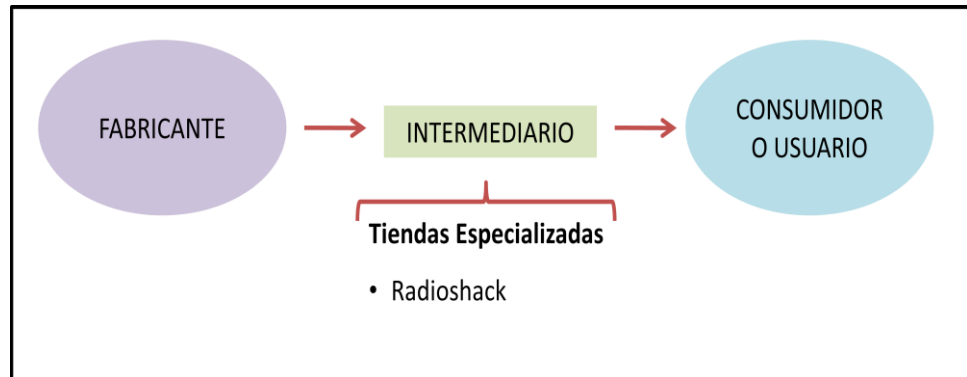 FABRICANTE
INTERMEDIARIO
CONSUMIDOR
O USUARIO
Tiendas Especializadas
• Radioshack